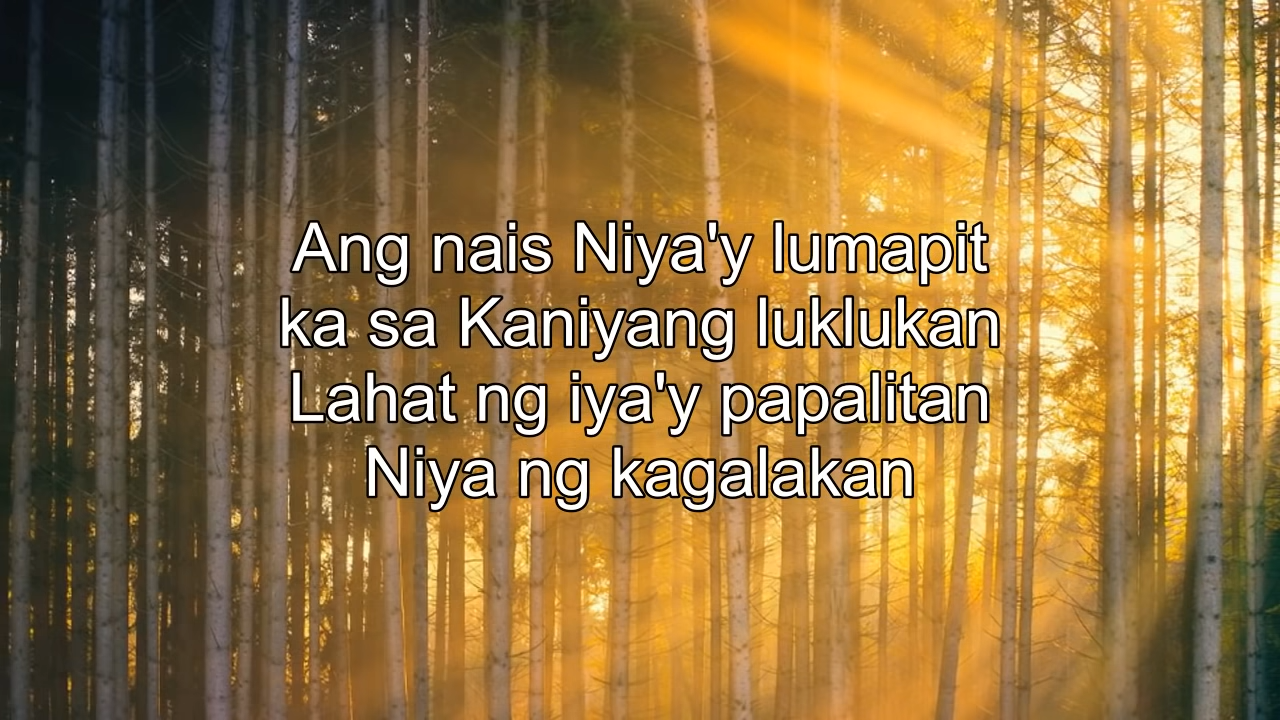 Ang nais Niya'y lumapit
ka sa Kaniyang luklukan
Lahat ng iya'y papalitan
Niya ng kagalakan